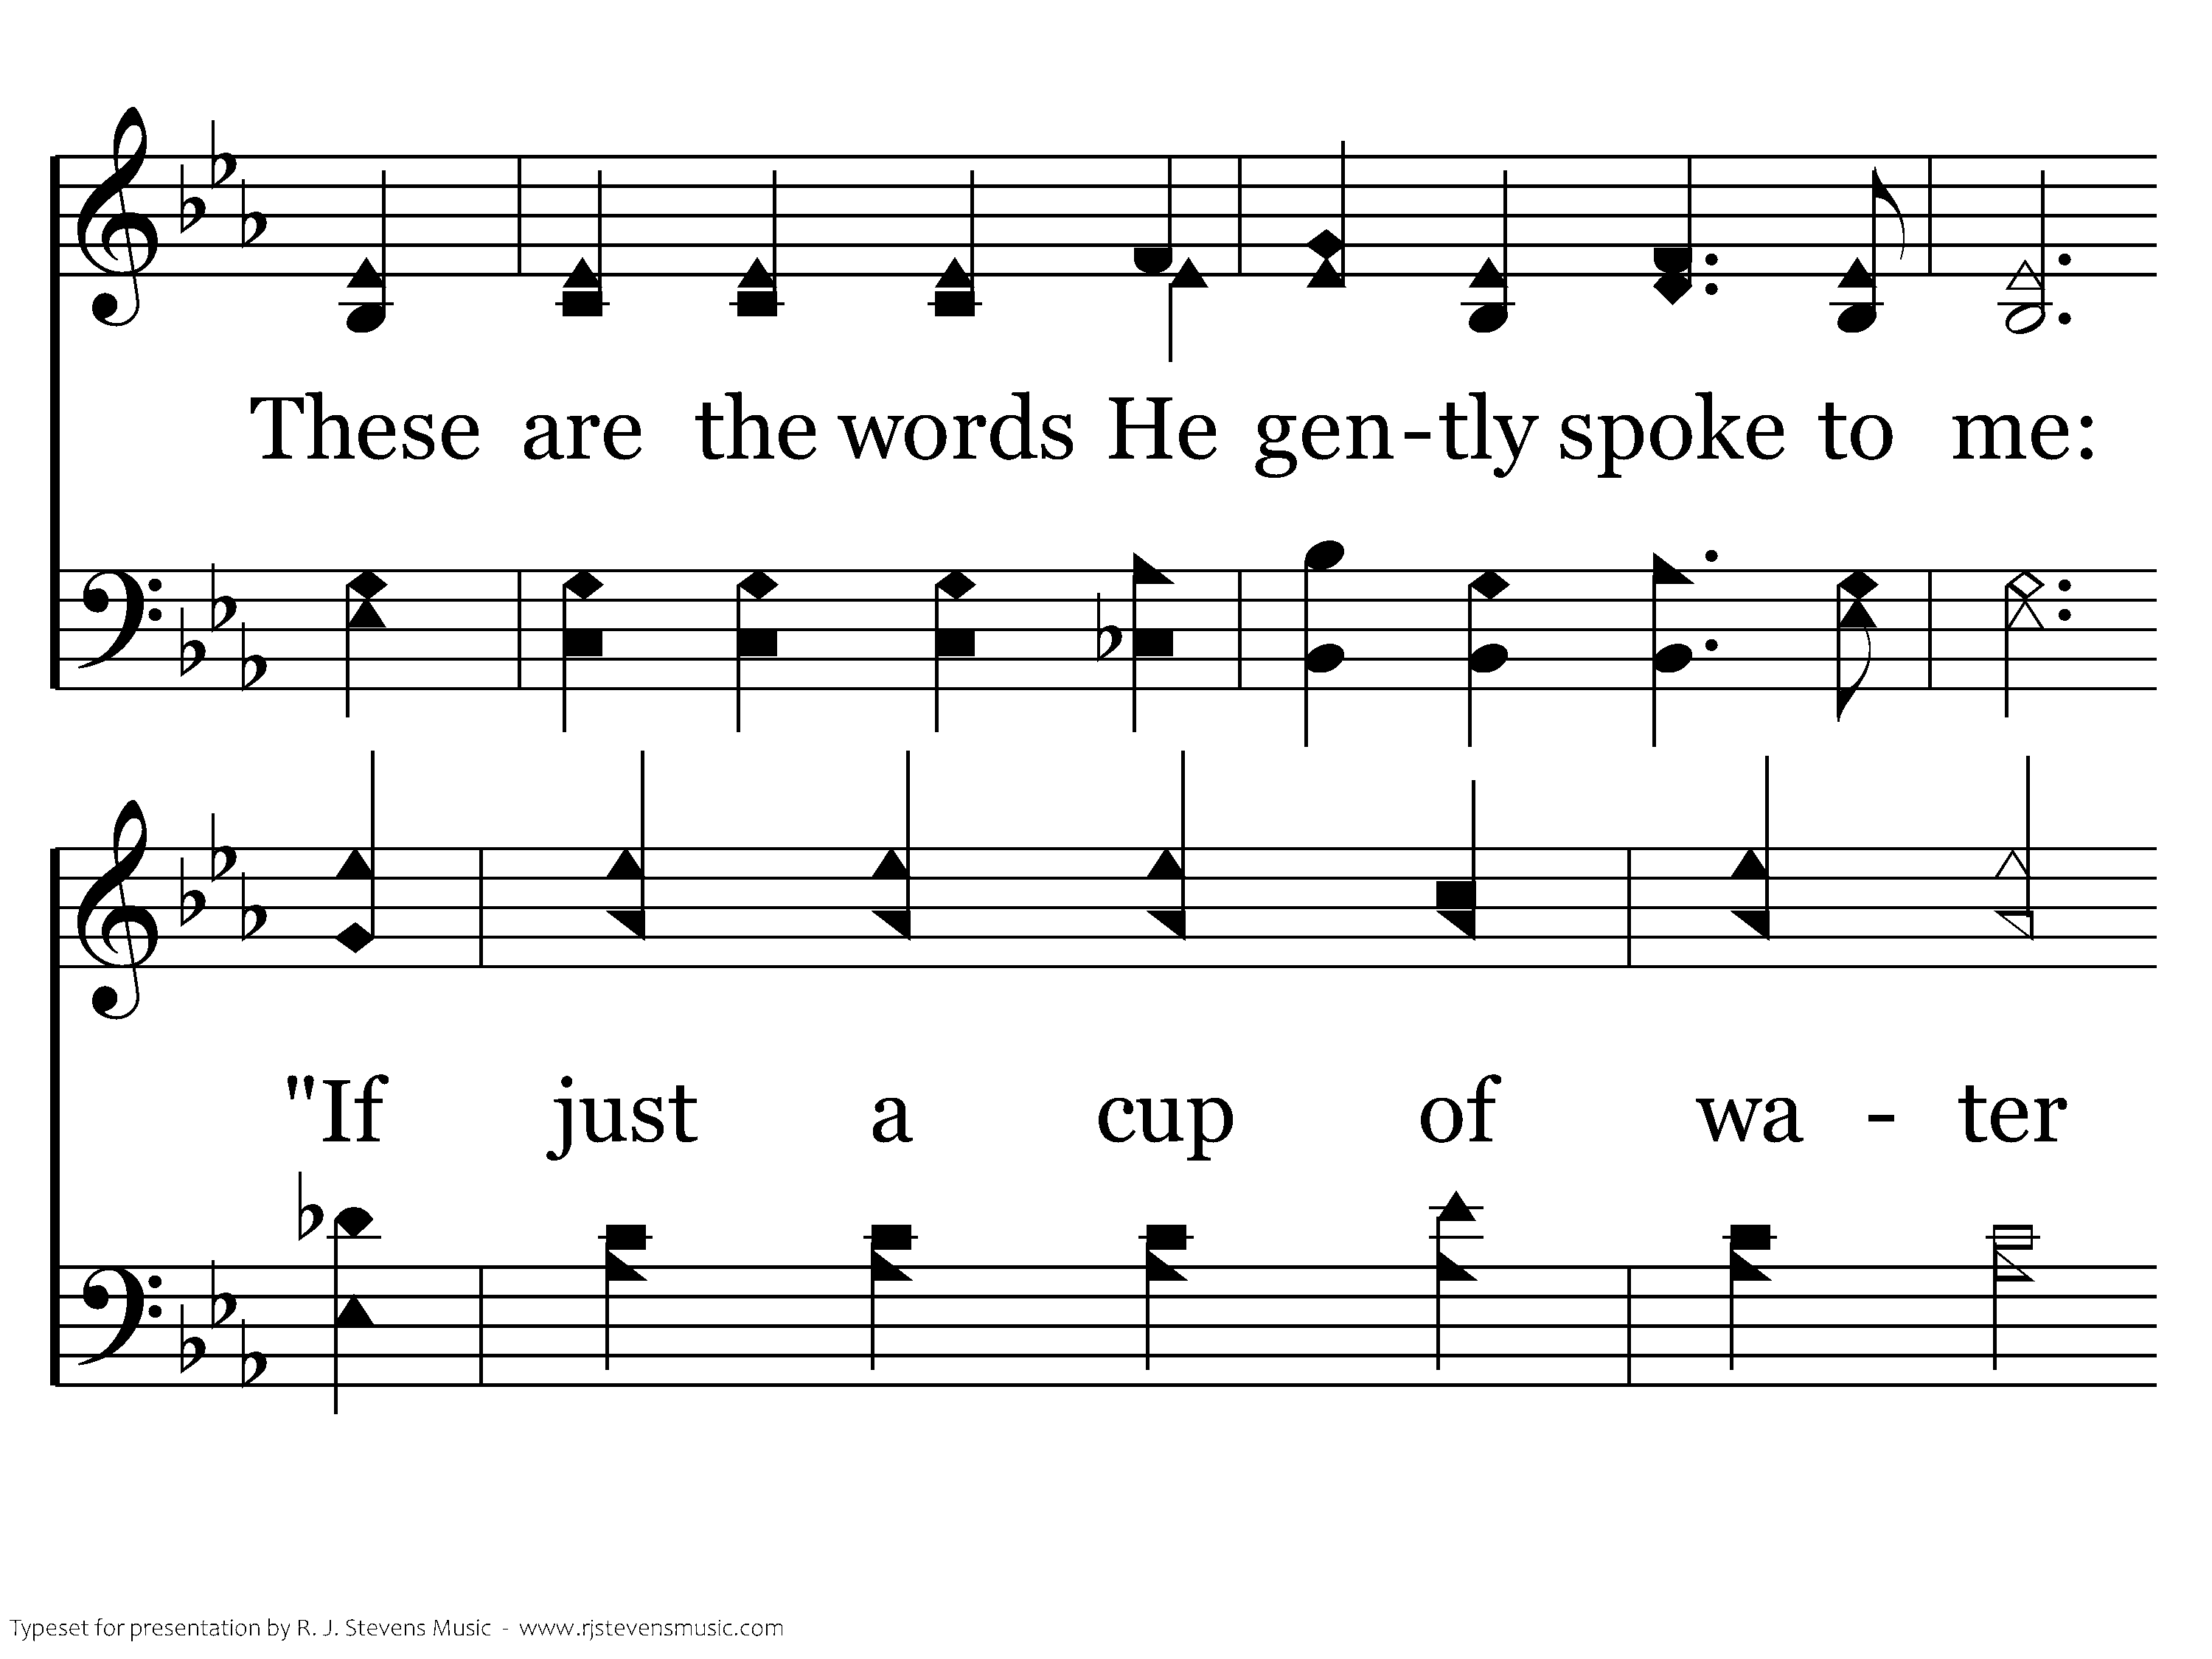 These are the words He gen-tly spoke to me:
"If just a cup of wa - ter
Typeset for presentation by R. J. Stevens Music - www.rjstevensmusic.com